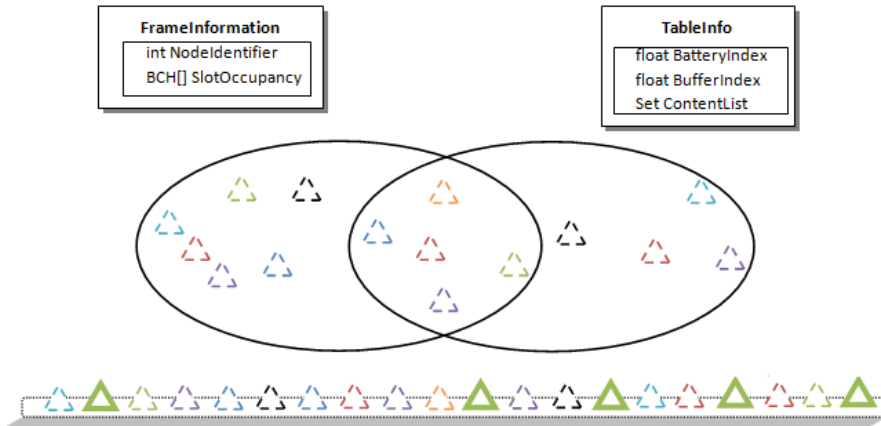 FrameInformation
int NodeIdentifier
BCH[] SlotOccupancy
TableInfo
float BatteryIndex
float BufferIndex
Set ContentList